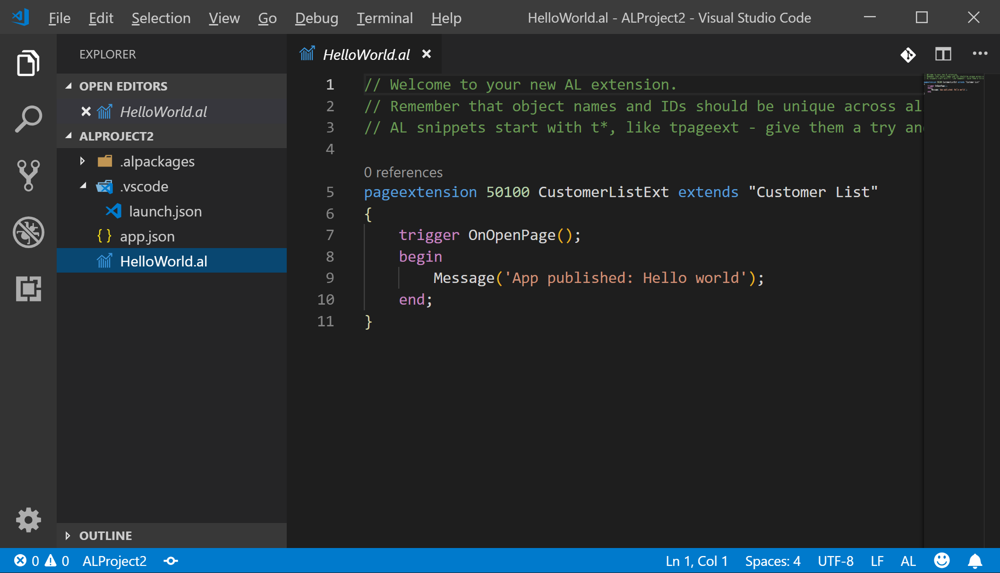 File Edit Selection View Go Debug Terminal Help HelloWorld.al - ALProject2 - Visual Studio Code
EXPLORER
OPEN EDITORS
HelloWorld.al
ALPROJECT2
.alpackages
.vscode
launch.json
app.json
HelloWorld.al
OUTLINE
HelloWorld.al
1 // Welcome to your new AL extension.
2 // Remember that object names and IDs should be unique across al
3 // AL snippets start with t*, like tpageext - give them a try and
4
0 references
5 pageextension 50100 CustomerListExt extends "Customer List"
6 {
7 trigger OnOpenPage();
8 begin
9 Message('App published: Hello world');
10 end;
11 }
0 0 ALProject2 Ln 1, Col 1 Spaces: 4 UTF-8 LF AL